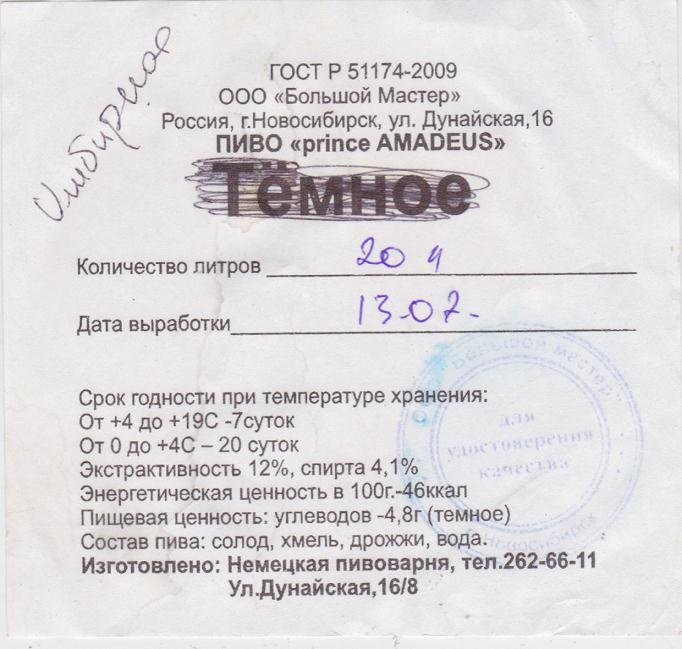 Имбирное
ГОСТ Р 51174-2009
ООО «Большой Мастер»
Россия, г.Новосибирск, ул. Дунайская,16
ПИВО «prince AMADEUS»
Тёмное
Количество литров 20 л
Дата выработки 13.07.
Срок годности при температуре хранения:
От +4 до +19С -7суток
От 0 до +4С – 20 суток
Экстрактивность 12%, спирта 4,1%
Энергетическая ценность в 100г.-46ккал
Пищевая ценность: углеводов -4,8г (темное)
Состав пива: солод, хмель, дрожжи, вода.
Изготовлено: Немецкая пивоварня, тел.262-66-11
Ул.Дунайская,16/8
"Большой мастер"
для
удостоверения
качества
г.Новосибирск